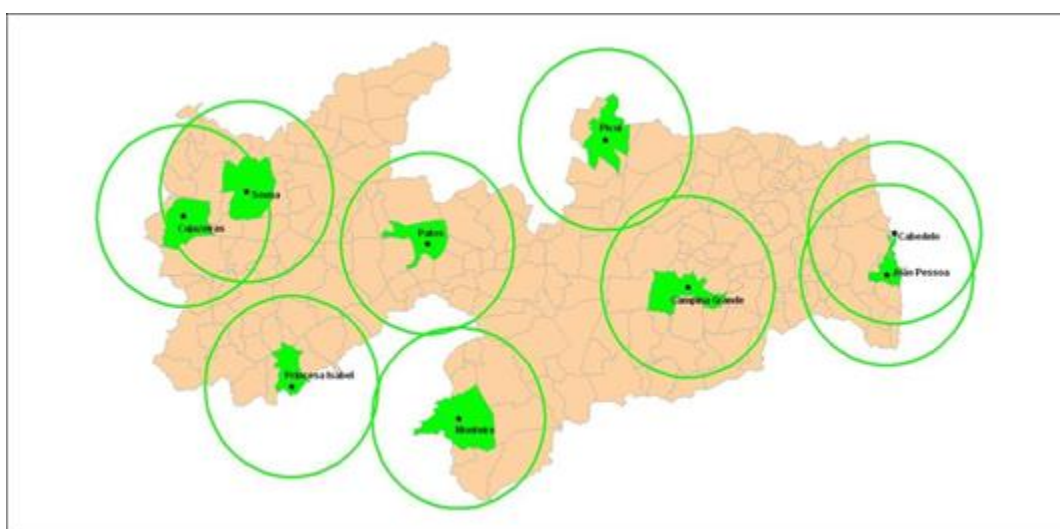 Picuí
Sousa
Cajazeiras
Patos
Cabedelo
João Pessoa
Campina Grande
Princesa Isabel
Monteiro